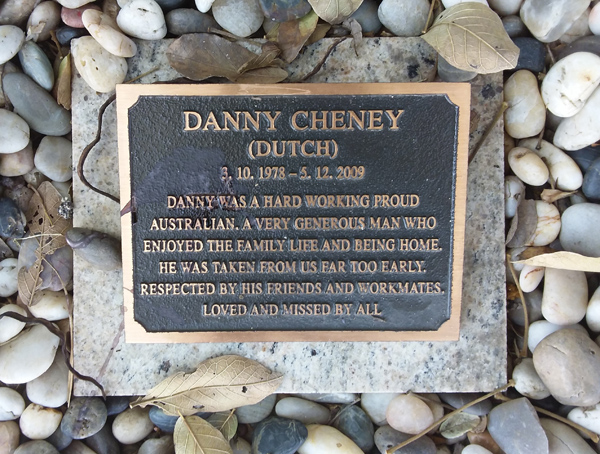 DANNY CHENEY
(DUTCH)
3. 10. 1978 – 5. 12. 2009
DANNY WAS A HARD WORKING PROUD
AUSTRALIAN. A VERY GENEROUS MAN WHO
ENJOYED THE FAMILY LIFE AND BEING HOME.
HE WAS TAKEN FROM US FAR TOO EARLY.
RESPECTED BY HIS FRIENDS AND WORKMATES.
LOVED AND MISSED BY ALL